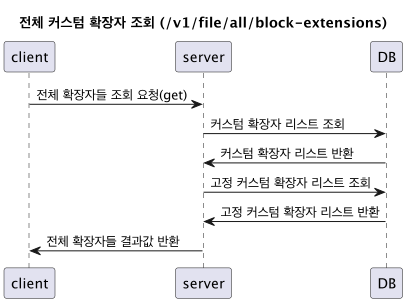 전체 커스텀 확장자 조회 (/v1/file/all/block-extensions)
client server DB
전체 확장자들 조회 요청(get)
커스텀 확장자 리스트 조회
커스텀 확장자 리스트 반환
고정 커스텀 확장자 리스트 조회
고정 커스텀 확장자 리스트 반환
전체 확장자들 결과값 반환
client server DB